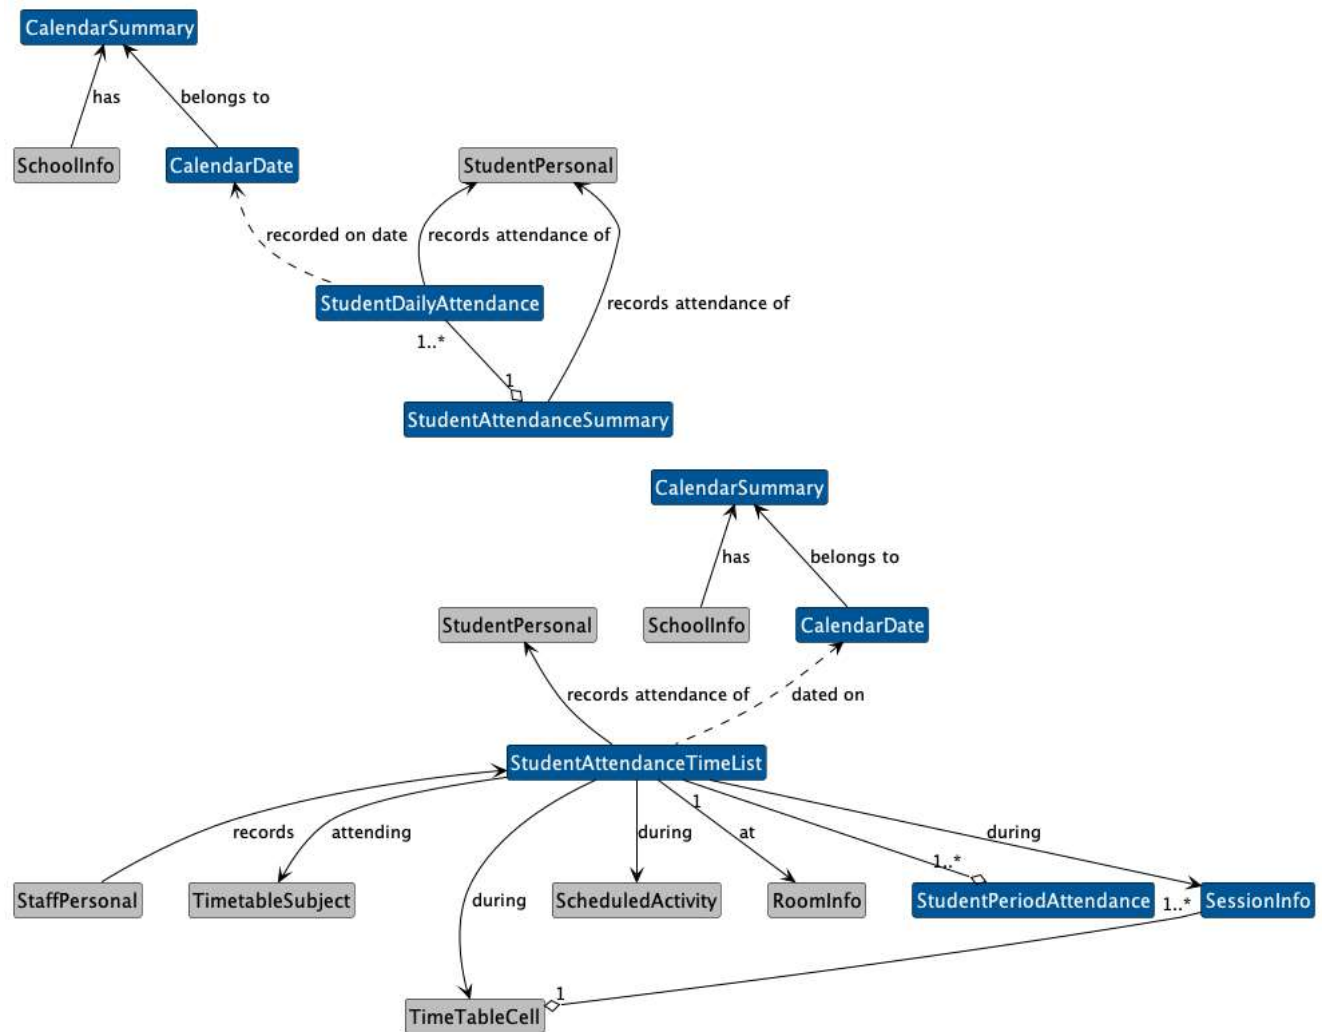 CalendarSummary
has
belongs to
SchoolInfo
CalendarDate
StudentPersonal
recorded on date
records attendance of
StudentDailyAttendance
records attendance of
1..*
1
StudentAttendanceSummary
CalendarSummary
has
belongs to
StudentPersonal
SchoolInfo
CalendarDate
records attendance of
dated on
StudentAttendanceTimeList
1
records
attending
during
at
during
1..*
during
StaffPersonal
TimetableSubject
ScheduledActivity
RoomInfo
StudentPeriodAttendance
1..*
SessionInfo
1
TimeTableCell